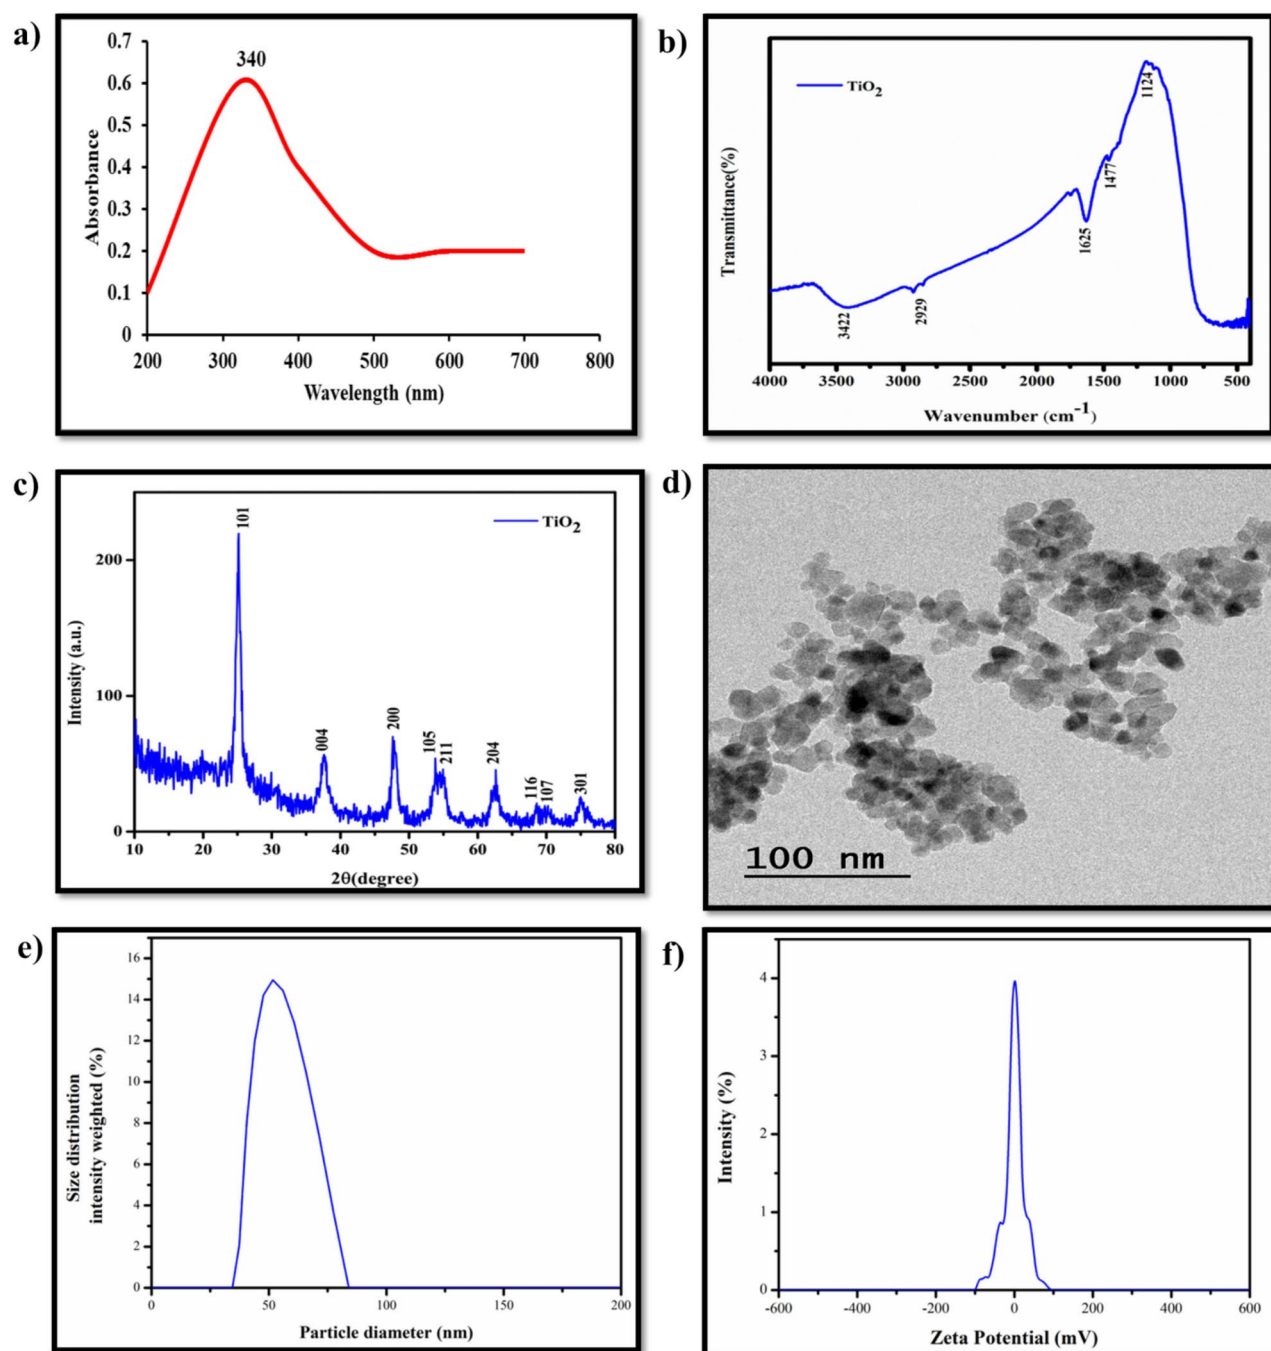 a)
0.7
0.6
0.5
0.4
0.3
0.2
0.1
0
340
Absorbance
200 300 400 500 600 700 800
Wavelength (nm)
b)
TiO2
1124
1477
1625
2929
3422
Transmittance(%)
4000 3000 2500 2000 1500 1000 500
Wavenumber (cm-1)
c)
TiO2
200
100
0
101
004
200
105
211
204
116
107
301
Intensity (a.u.)
10 20 30 40 50 60 70 80
2θ(degree)
d)
100 nm
e)
16
15
14
12
10
9
8
6
5
4
2
1
0
Size distribution
intensity weighted (%)
0 50 100 150 200
Particle diameter (nm)
f)
4
3
2
1
0
Intensity (%)
-600 -400 -200 0 200 400 600
Zeta Potential (mV)